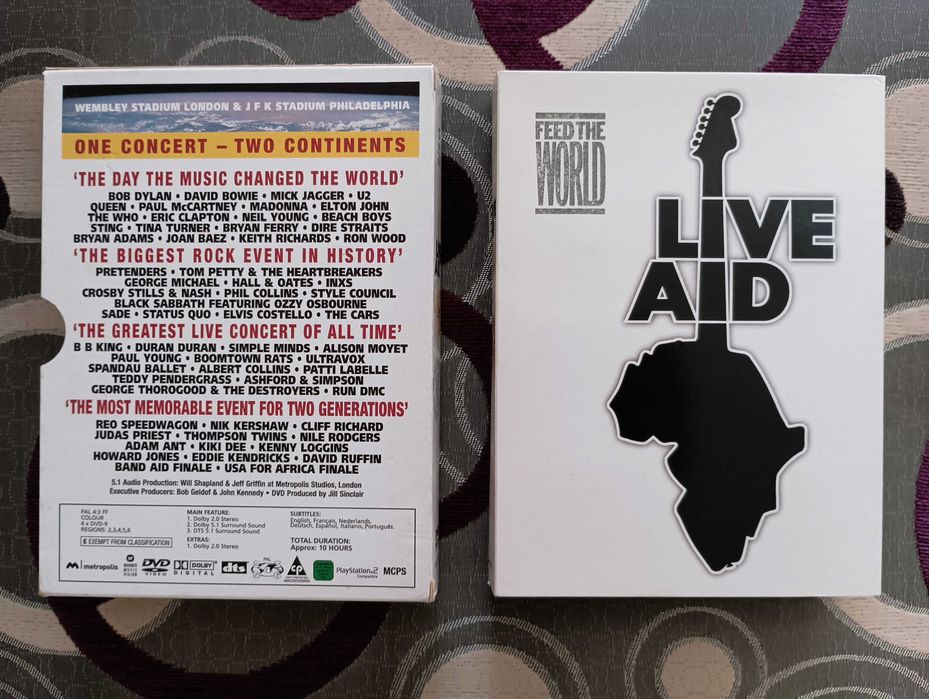 WEMBLEY STADIUM LONDON & J F K STADIUM PHILADELPHIA
ONE CONCERT – TWO CONTINENTS
'THE DAY THE MUSIC CHANGED THE WORLD'
BOB DYLAN • DAVID BOWIE • MICK JAGGER • U2
QUEEN • PAUL McCARTNEY • MADONNA • ELTON JOHN
THE WHO • ERIC CLAPTON • NEIL YOUNG • BEACH BOYS
STING • TINA TURNER • BRYAN FERRY • DIRE STRAITS
BRYAN ADAMS • JOAN BAEZ • KEITH RICHARDS • RON WOOD
'THE BIGGEST ROCK EVENT IN HISTORY'
PRETENDERS • TOM PETTY & THE HEARTBREAKERS
GEORGE MICHAEL • HALL & OATES • INXS
CROSBY STILLS & NASH • PHIL COLLINS • STYLE COUNCIL
BLACK SABBATH FEATURING OZZY OSBOURNE
SADE • STATUS QUO • ELVIS COSTELLO • THE CARS
'THE GREATEST LIVE CONCERT OF ALL TIME'
B B KING • DURAN DURAN • SIMPLE MINDS • ALISON MOYET
PAUL YOUNG • BOOMTOWN RATS • ULTRAVOX
SPANDAU BALLET • ALBERT COLLINS • PATTI LABELLE
TEDDY PENDERGRASS • ASHFORD & SIMPSON
GEORGE THOROGOOD & THE DESTROYERS • RUN DMC
'THE MOST MEMORABLE EVENT FOR TWO GENERATIONS'
REO SPEEDWAGON • NIK KERSHAW • CLIFF RICHARD
JUDAS PRIEST • THOMPSON TWINS • NILE RODGERS
ADAM ANT • KIKI DEE • KENNY LOGGINS
HOWARD JONES • EDDIE KENDRICKS • DAVID RUFFIN
BAND AID FINALE • USA FOR AFRICA FINALE
5.1 Audio Production: Will Shapland & Jeff Griffin at Metropolis Studios, London
Executive Producers: Bob Geldof & John Kennedy • DVD Produced by Jill Sinclair
PAL 4:3 FF
COLOUR
4 x DVD-9
REGIONS: 2,3,4,5,6
E EXEMPT FROM CLASSIFICATION
MAIN FEATURE:
1. Dolby 2.0 Stereo
2. Dolby 5.1 Surround Sound
3. DTS 5.1 Surround Sound
EXTRAS:
1. Dolby 2.0 Stereo
SUBTITLES:
English, Français, Nederlands,
Deutsch, Español, Italiano, Português.
TOTAL DURATION:
Approx: 10 HOURS
metropolis
WARNER
MUSIC
VISION
DVD
VIDEO
DOLBY
DIGITAL
dts
PAL
MACROVISION
PlayStation 2
Compatible
MCPS
FEED THE
WORLD
LIVE
AID